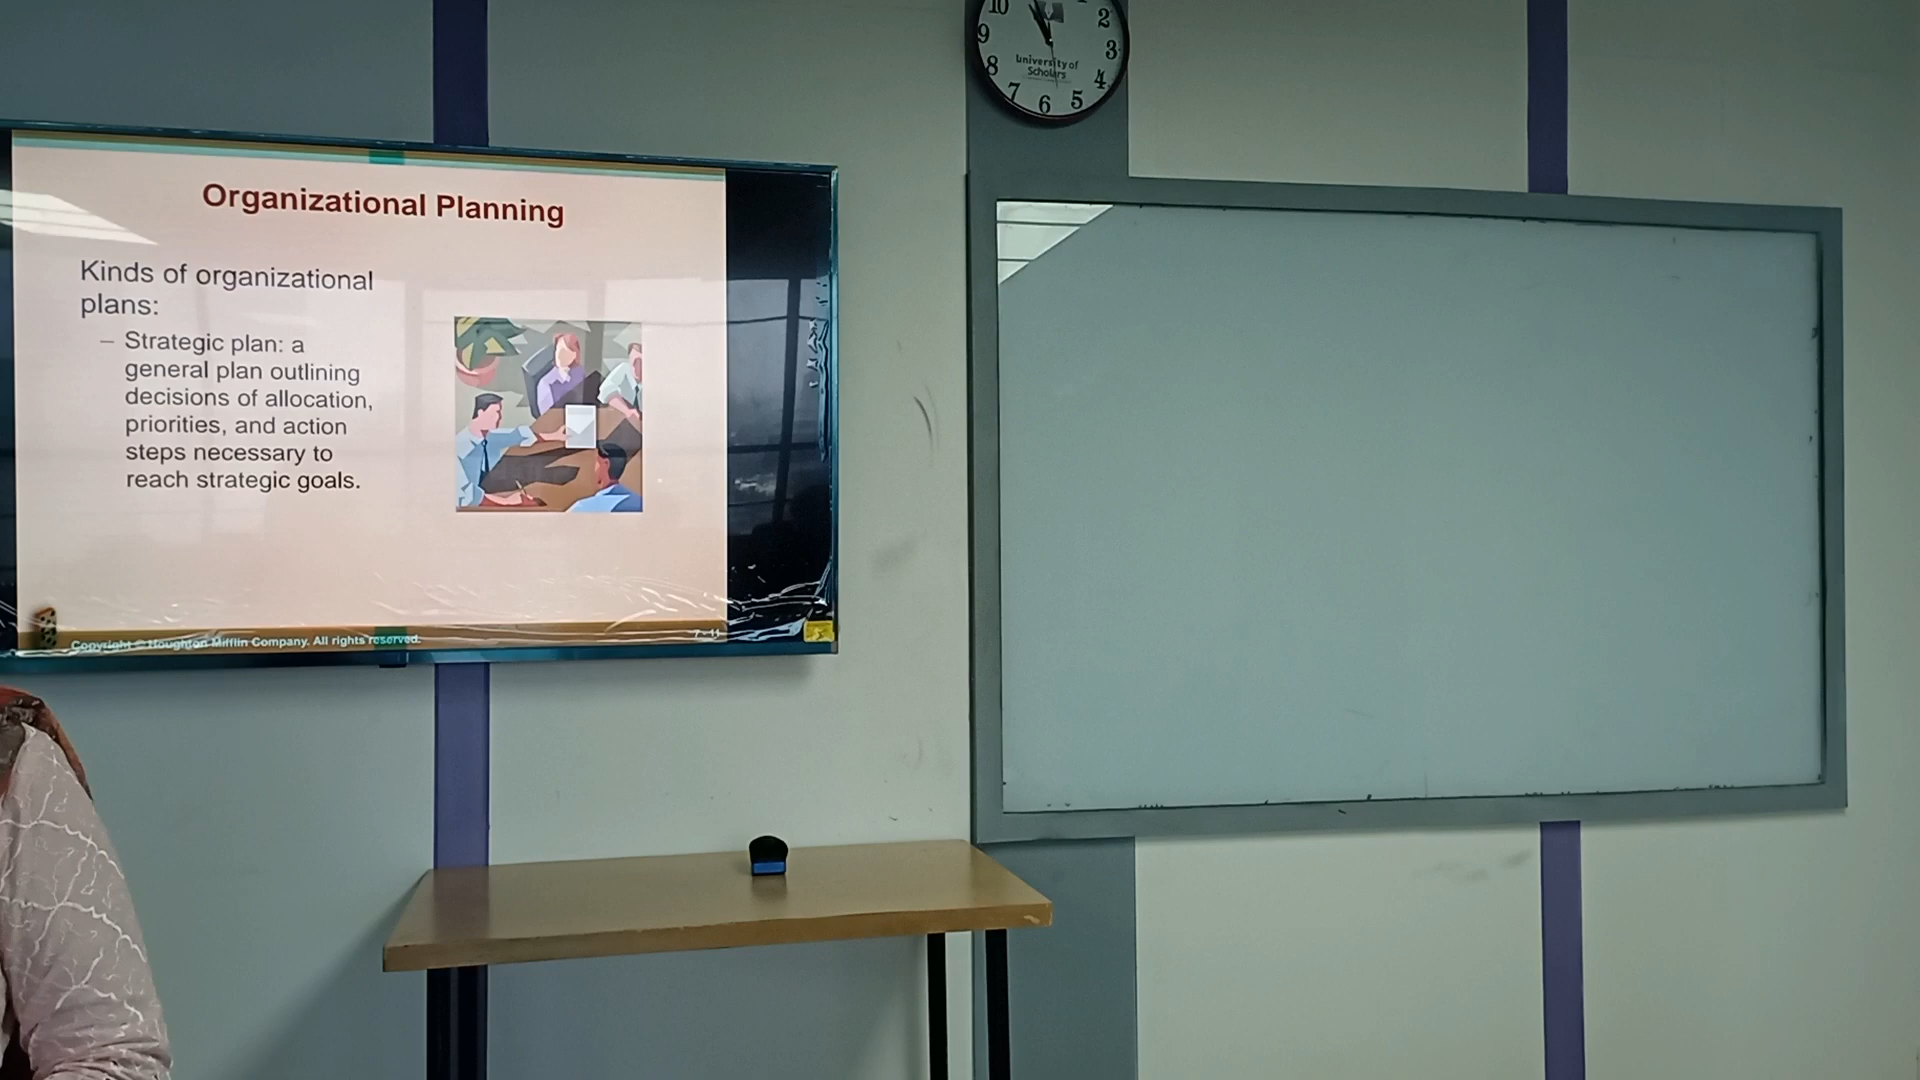 Organizational Planning
Kinds of organizational
plans:
– Strategic plan: a
general plan outlining
decisions of allocation,
priorities, and action
steps necessary to
reach strategic goals.
Copyright © Houghton Mifflin Company. All rights reserved.
7-11
10
2
9
3
8
4
7
6
5
University of
Scholars